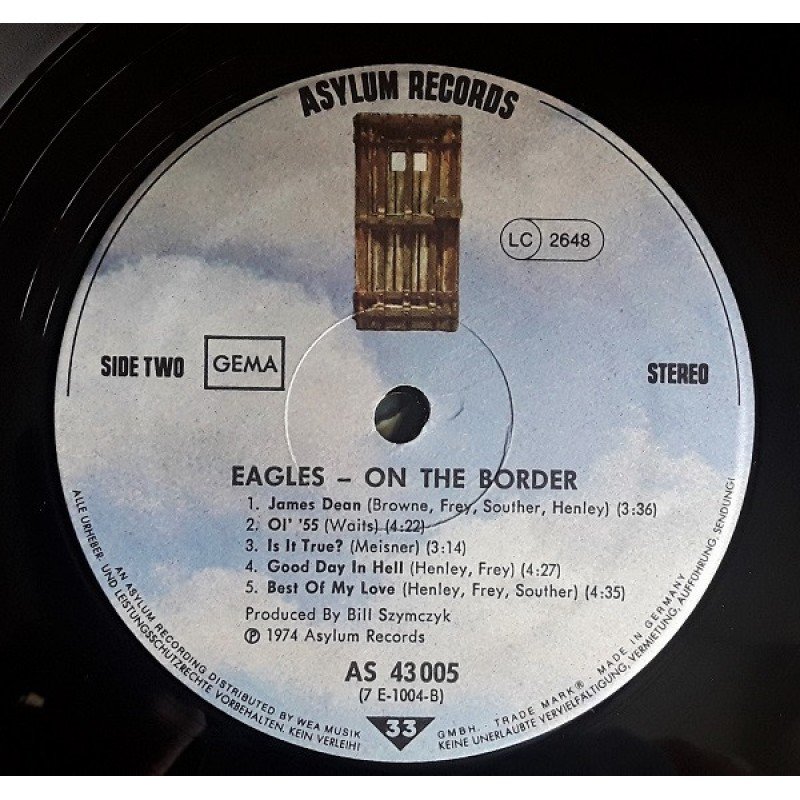 ASYLUM RECORDS
LC 2648
SIDE TWO GEMA STEREO
EAGLES – ON THE BORDER
1. James Dean (Browne, Frey, Souther, Henley) (3:36)
2. Ol' '55 (Waits) (4:22)
3. Is It True? (Meisner) (3:14)
4. Good Day In Hell (Henley, Frey) (4:27)
5. Best Of My Love (Henley, Frey, Souther) (4:35)
Produced By Bill Szymczyk
℗ 1974 Asylum Records
AS 43 005
(7 E-1004-B)
33
AN ASYLUM RECORDING DISTRIBUTED BY WEA MUSIK GMBH. TRADE MARK® MADE IN GERMANY
ALLE URHEBER- UND LEISTUNGSSCHUTZRECHTE VORBEHALTEN. KEIN VERLEIH! KEINE UNERLAUBTE VERVIELFÄLTIGUNG, VERMIETUNG, AUFFÜHRUNG, SENDUNG!